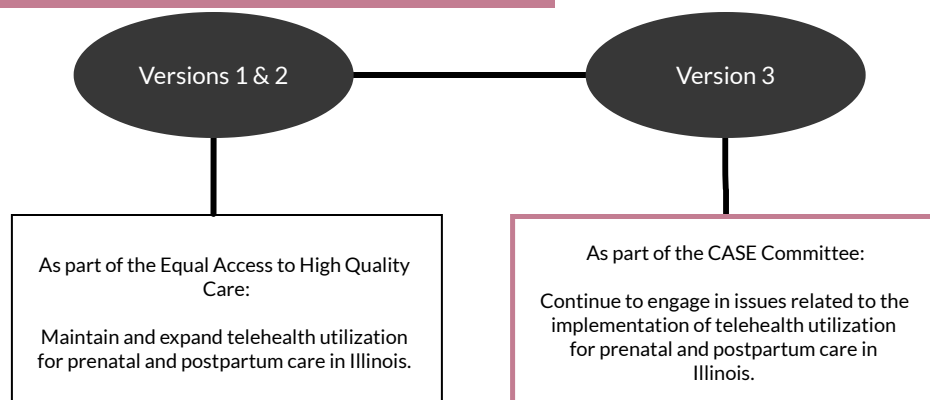 Versions 1 & 2
Version 3
As part of the Equal Access to High Quality
Care:
Maintain and expand telehealth utilization
for prenatal and postpartum care in Illinois.
As part of the CASE Committee:
Continue to engage in issues related to the
implementation of telehealth utilization
for prenatal and postpartum care in
Illinois.